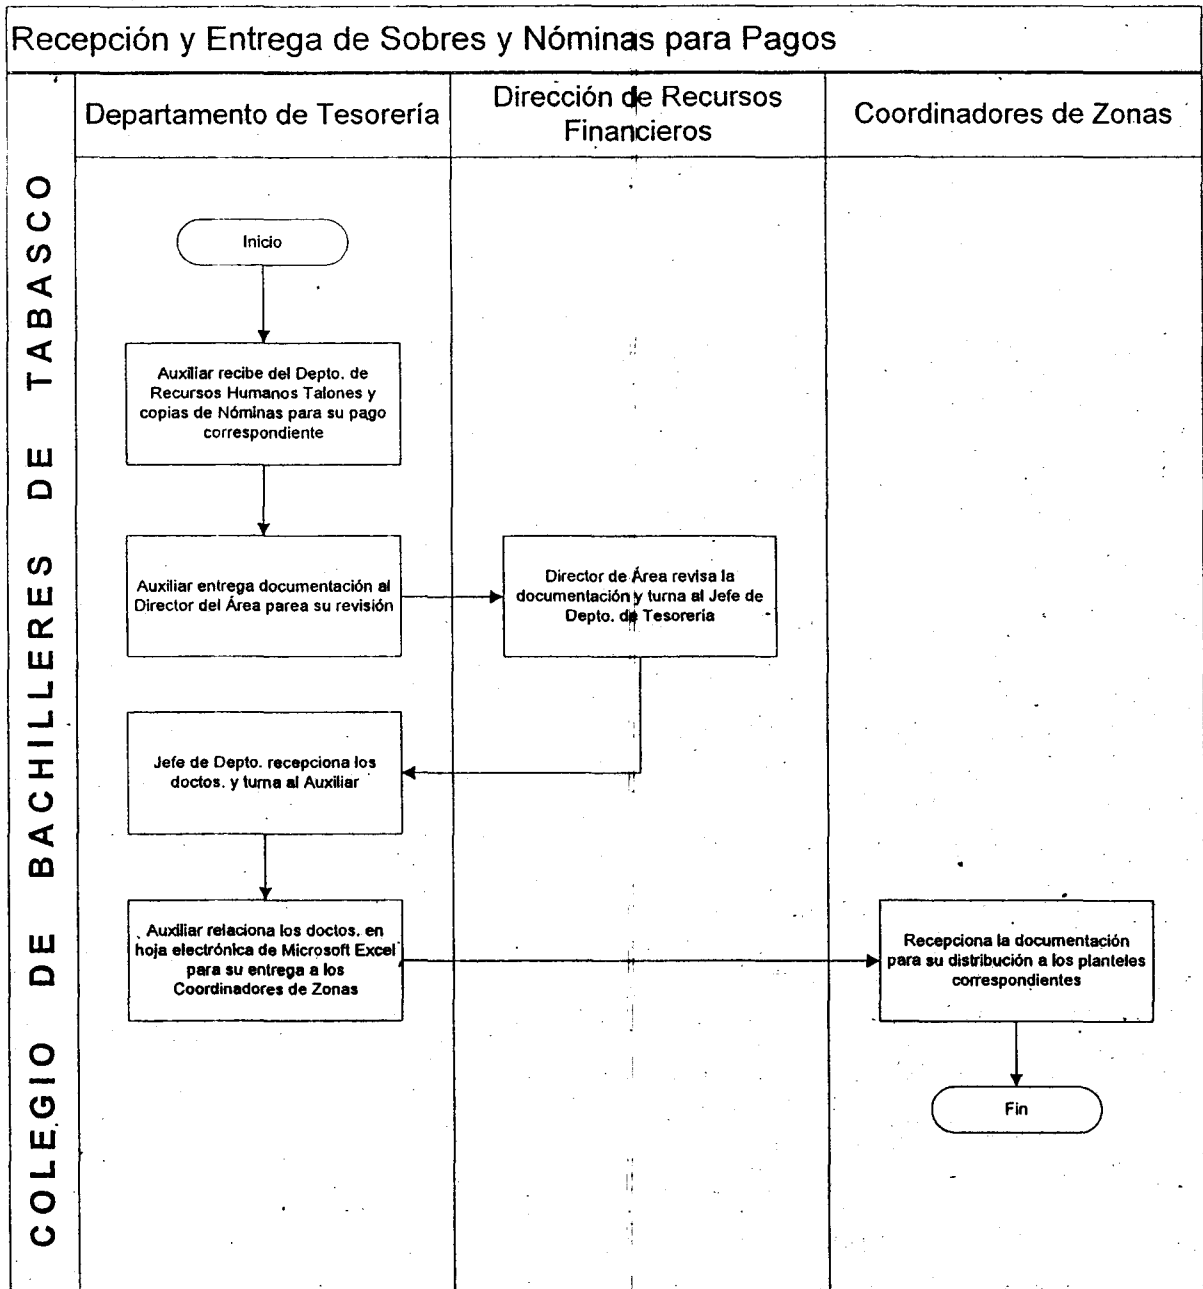 Recepción y Entrega de Sobres y Nóminas para Pagos
COLEGIO DE BACHILLERES DE TABASCO
Departamento de Tesorería
Dirección de Recursos
Financieros
Coordinadores de Zonas
Inicio
Auxiliar recibe del Depto. de
Recursos Humanos Talones y
copias de Nóminas para su pago
correspondiente
Auxiliar entrega documentación al
Director del Área parea su revisión
Director de Área revisa la
documentación y turna al Jefe de
Depto. de Tesorería
Jefe de Depto. recepciona los
doctos. y turna al Auxiliar
Auxiliar relaciona los doctos. en
hoja electrónica de Microsoft Excel
para su entrega a los
Coordinadores de Zonas
Recepciona la documentación
para su distribución a los planteles
correspondientes
Fin